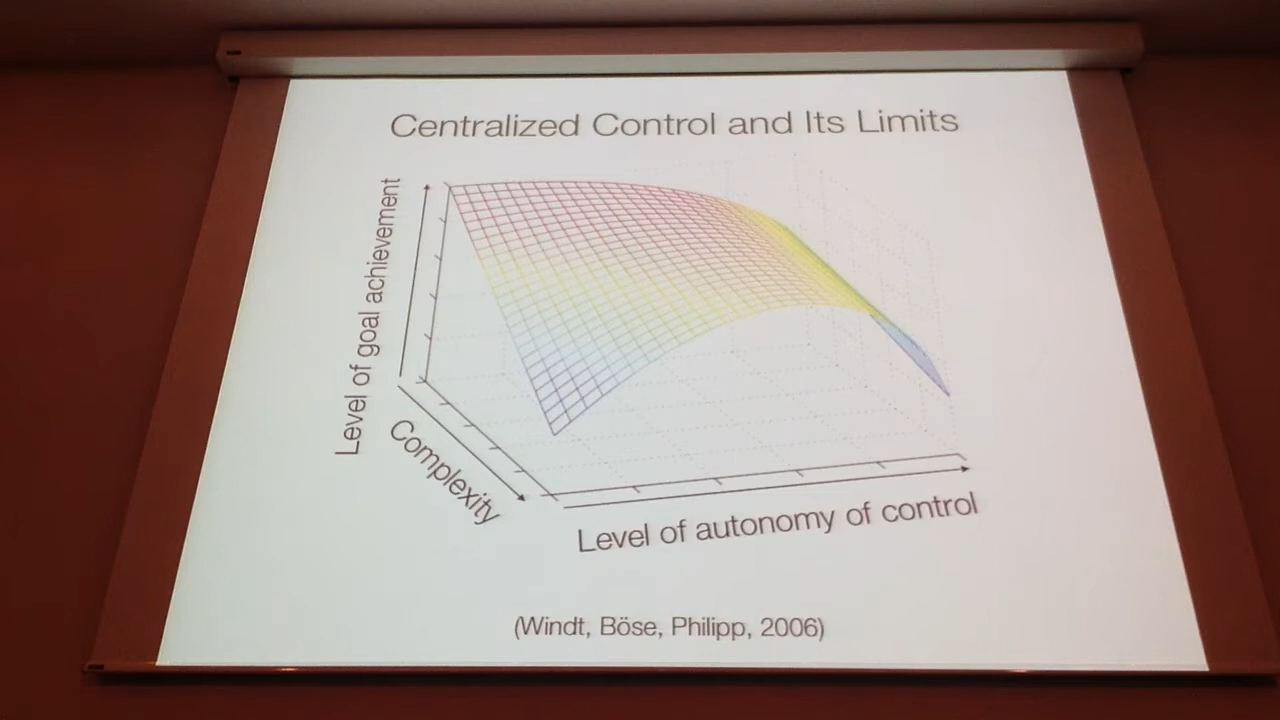 Centralized Control and Its Limits
Level of goal achievement
Complexity
Level of autonomy of control
(Windt, Böse, Philipp, 2006)